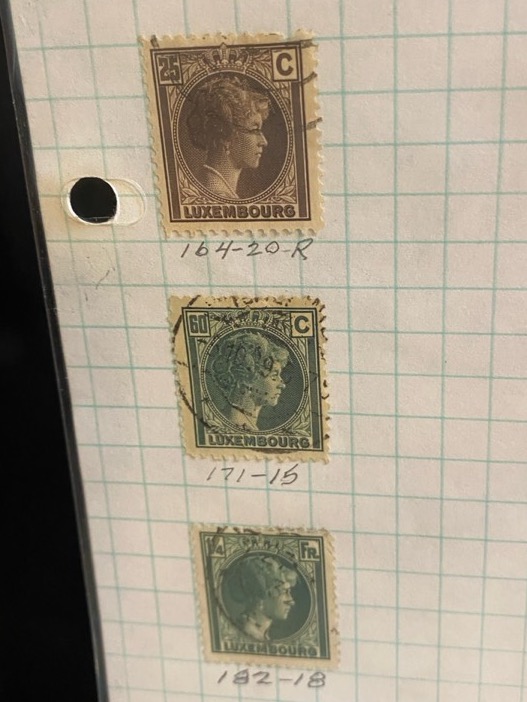 25 C
LUXEMBOURG
164-20-R
60 C
LUXEMBOURG
171-15
1¼ FR.
LUXEMBOURG
182-18